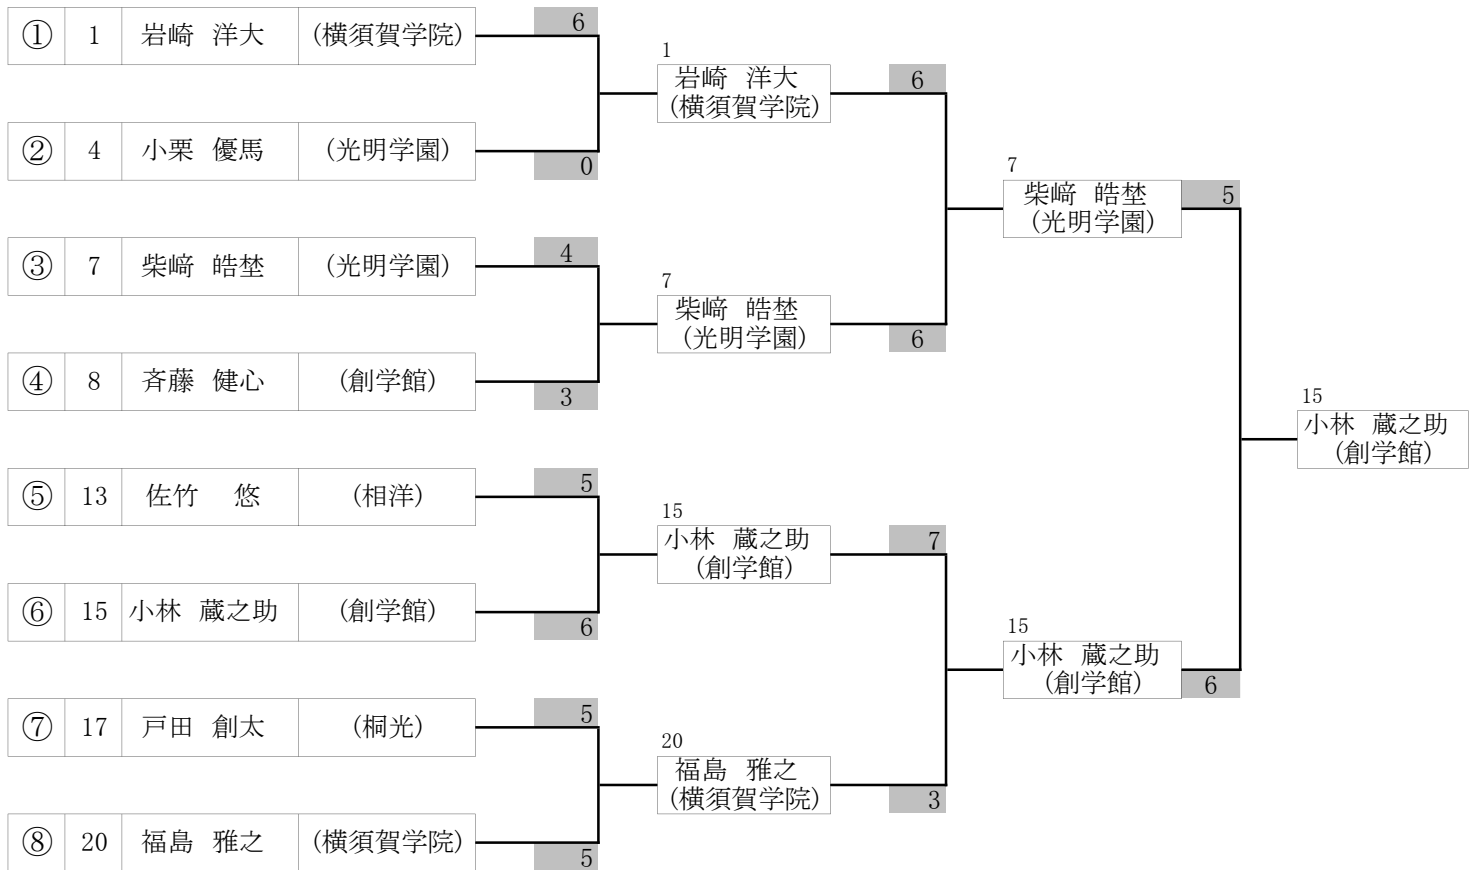 ① 1 岩崎 洋大 (横須賀学院) 6
1
岩崎 洋大 6
(横須賀学院)
② 4 小栗 優馬 (光明学園) 0
7
柴﨑 皓埜 5
(光明学園)
③ 7 柴﨑 皓埜 (光明学園) 4
7
柴﨑 皓埜
(光明学園) 6
④ 8 斉藤 健心 (創学館) 3
15
小林 蔵之助
(創学館)
⑤ 13 佐竹 悠 (相洋) 5
15
小林 蔵之助 7
(創学館)
⑥ 15 小林 蔵之助 (創学館) 6
15
小林 蔵之助
(創学館) 6
⑦ 17 戸田 創太 (桐光) 5
20
福島 雅之
(横須賀学院) 3
⑧ 20 福島 雅之 (横須賀学院) 5